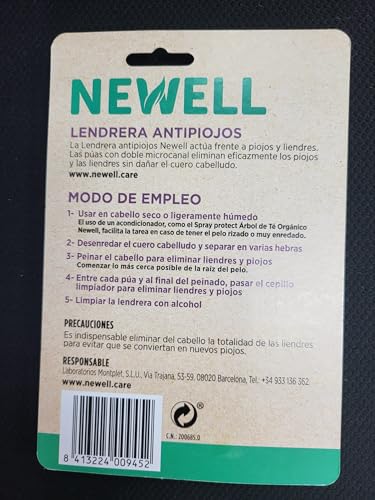 NEWELL
LENDRERA ANTIPIOJOS
La Lendrera antipiojos Newell actúa frente a piojos y liendres.
Las púas con doble microcanal eliminan eficazmente los piojos
y las liendres sin dañar el cuero cabelludo.
www.newell.care
MODO DE EMPLEO
1- Usar en cabello seco o ligeramente húmedo
El uso de un acondicionador, como el Spray protect Árbol de Té Orgánico
Newell, facilita la tarea en caso de tener el pelo rizado o muy enredado.
2- Desenredar el cuero cabelludo y separar en varias hebras
3- Peinar el cabello para eliminar liendres y piojos
Comenzar lo más cerca posible de la raíz del pelo.
4- Entre cada púa y al final del peinado, pasar el cepillo
limpiador para eliminar liendres y piojos
5- Limpiar la lendrera con alcohol
PRECAUCIONES
Es indispensable eliminar del cabello la totalidad de las liendres
para evitar que se conviertan en nuevos piojos.
RESPONSABLE
Laboratorios Montplet, S.L.U., Via Trajana, 53-59, 08020 Barcelona, Tel., +34 933 136 362
www.newell.care
8 413224 009452
C.N.: 200685.0